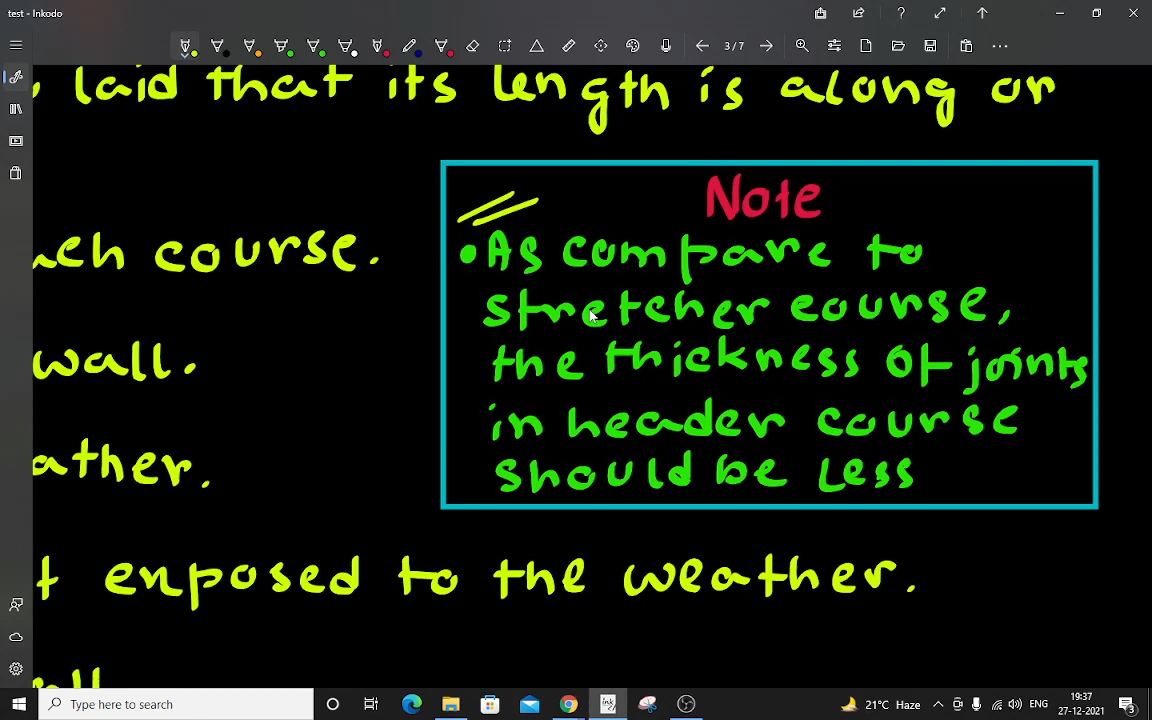 test - Inkodo
3/7
laid that its length is along or
Note
• As compare to
stretcher course,
the thickness of joints
in header course
should be less
course.
wall.
exposed to the weather.
Type here to search
21°C Haze
ENG
19:37
27-12-2021
3